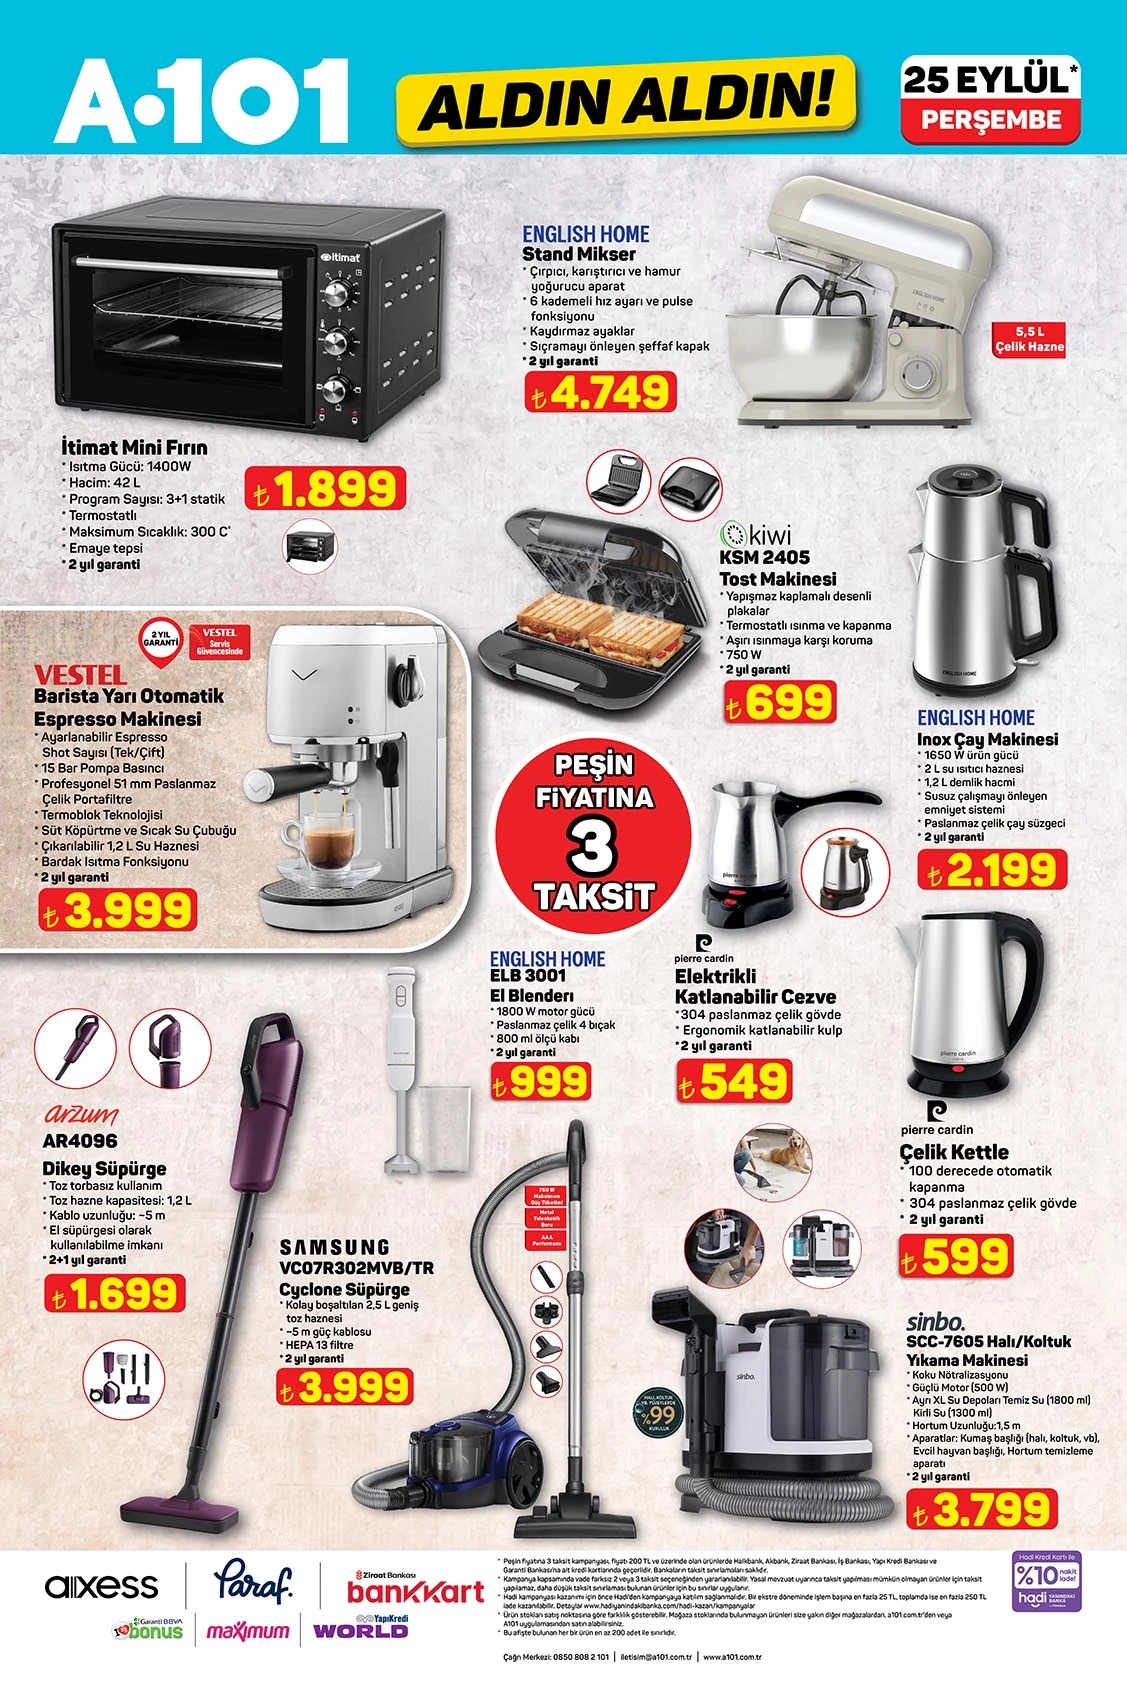 A•101
ALDIN ALDIN!
25 EYLÜL*
PERŞEMBE
itimat
İtimat Mini Fırın
* Isıtma Gücü: 1400W
* Hacim: 42 L
* Program Sayısı: 3+1 statik
* Termostatlı
* Maksimum Sıcaklık: 300 C°
* Emaye tepsi
* 2 yıl garanti
₺1.899
ENGLISH HOME
Stand Mikser
* Çırpıcı, karıştırıcı ve hamur
yoğurucu aparat
* 6 kademeli hız ayarı ve pulse
fonksiyonu
* Kaydırmaz ayaklar
* Sıçramayı önleyen şeffaf kapak
* 2 yıl garanti
₺4.749
ENGLISH HOME
5,5 L
Çelik Hazne
kiwi
KSM 2405
Tost Makinesi
* Yapışmaz kaplamalı desenli
plakalar
* Termostatlı ısınma ve kapanma
* Aşırı ısınmaya karşı koruma
* 750 W
* 2 yıl garanti
₺699
ENGLISH HOME
ENGLISH HOME
Inox Çay Makinesi
* 1650 W ürün gücü
* 2 L su ısıtıcı haznesi
* 1,2 L demlik hacmi
* Susuz çalışmayı önleyen
emniyet sistemi
* Paslanmaz çelik çay süzgeci
* 2 yıl garanti
₺2.199
2 YIL
GARANTİ
VESTEL
Servis
Güvencesinde
VESTEL
Barista Yarı Otomatik
Espresso Makinesi
* Ayarlanabilir Espresso
Shot Sayısı (Tek/Çift)
* 15 Bar Pompa Basıncı
* Profesyonel 51 mm Paslanmaz
Çelik Portafiltre
* Termoblok Teknolojisi
* Süt Köpürtme ve Sıcak Su Çubuğu
* Çıkarılabilir 1,2 L Su Haznesi
* Bardak Isıtma Fonksiyonu
* 2 yıl garanti
₺3.999
PEŞİN
FİYATINA
3
TAKSİT
ENGLISH HOME
ELB 3001
El Blenderı
* 1800 W motor gücü
* Paslanmaz çelik 4 bıçak
* 800 ml ölçü kabı
* 2 yıl garanti
₺999
pierre cardin
pierre cardin
Elektrikli
Katlanabilir Cezve
*304 paslanmaz çelik gövde
* Ergonomik katlanabilir kulp
*2 yıl garanti
₺549
pierre cardin
pierre cardin
Çelik Kettle
* 100 derecede otomatik
kapanma
* 304 paslanmaz çelik gövde
* 2 yıl garanti
₺599
arzum
AR4096
Dikey Süpürge
* Toz torbasız kullanım
* Toz hazne kapasitesi: 1,2 L
* Kablo uzunluğu: ~5 m
* El süpürgesi olarak
kullanılabilme imkanı
* 2+1 yıl garanti
₺1.699
SAMSUNG
VC07R302MVB/TR
Cyclone Süpürge
* Kolay boşaltılan 2,5 L geniş
toz haznesi
* ~5 m güç kablosu
* HEPA 13 filtre
* 2 yıl garanti
₺3.999
750 W
Maksimum
Güç Tüketimi
Metal
Teleskobik
Boru
AAA
Performans
HALI, KOLTUK
VB. YÜZEYLERDE
%99
KURULUK
sinbo.
sinbo.
SCC-7605 Halı/Koltuk
Yıkama Makinesi
* Koku Nötralizasyonu
* Güçlü Motor (500 W)
* Ayrı XL Su Depoları Temiz Su (1800 ml)
Kirli Su (1300 ml)
* Hortum Uzunluğu:1,5 m
* Aparatlar: Kumaş başlığı (halı, koltuk, vb),
Evcil hayvan başlığı, Hortum temizleme
aparatı
* 2 yıl garanti
₺3.799
axess
Paraf.
Ziraat Bankası
bankkart
Garanti BBVA
bonus
maximum
YapıKredi
WORLD
* Peşin fiyatına 3 taksit kampanyası, fiyatı 200 TL ve üzerinde olan ürünlerde Halkbank, Akbank, Ziraat Bankası, İş Bankası, Yapı Kredi Bankası ve
Garanti Bankası'na ait kredi kartlarında geçerlidir. Bankaların taksit sınırlamaları saklıdır.
* Kampanya kapsamında vade farksız 2 veya 3 taksit seçeneğinden yararlanılabilir. Yasal mevzuat uyarınca taksit yapılması mümkün olmayan ürünler için taksit
yapılamaz, daha düşük taksit sınırlaması bulunan ürünler için bu sınırlar uygulanır.
* Hadi kampanyası kazanımı için önce Hadi'den kampanyaya katılım sağlanmalıdır. Bir ekstre döneminde işlem başına en fazla 25 TL, toplamda ise en fazla 250 TL
iade kazanılabilir. Detaylar www.hadiyanindakibanka.com/hadi-kazan/kampanyalar
* Ürün stokları satış noktasına göre farklılık gösterebilir. Mağaza stoklarında bulunmayan ürünleri size yakın diğer mağazalardan, a101.com.tr'den veya
A101 uygulamasından satın alabilirsiniz.
* Bu afişte bulunan her bir ürün en az 200 adet ile sınırlıdır.
Çağrı Merkezi: 0850 808 2 101 | iletisim@a101.com.tr | www.a101.com.tr
Hadi Kredi Kartı ile
%10 nakit
iade!
hadi YANINDAKİ
BANKA